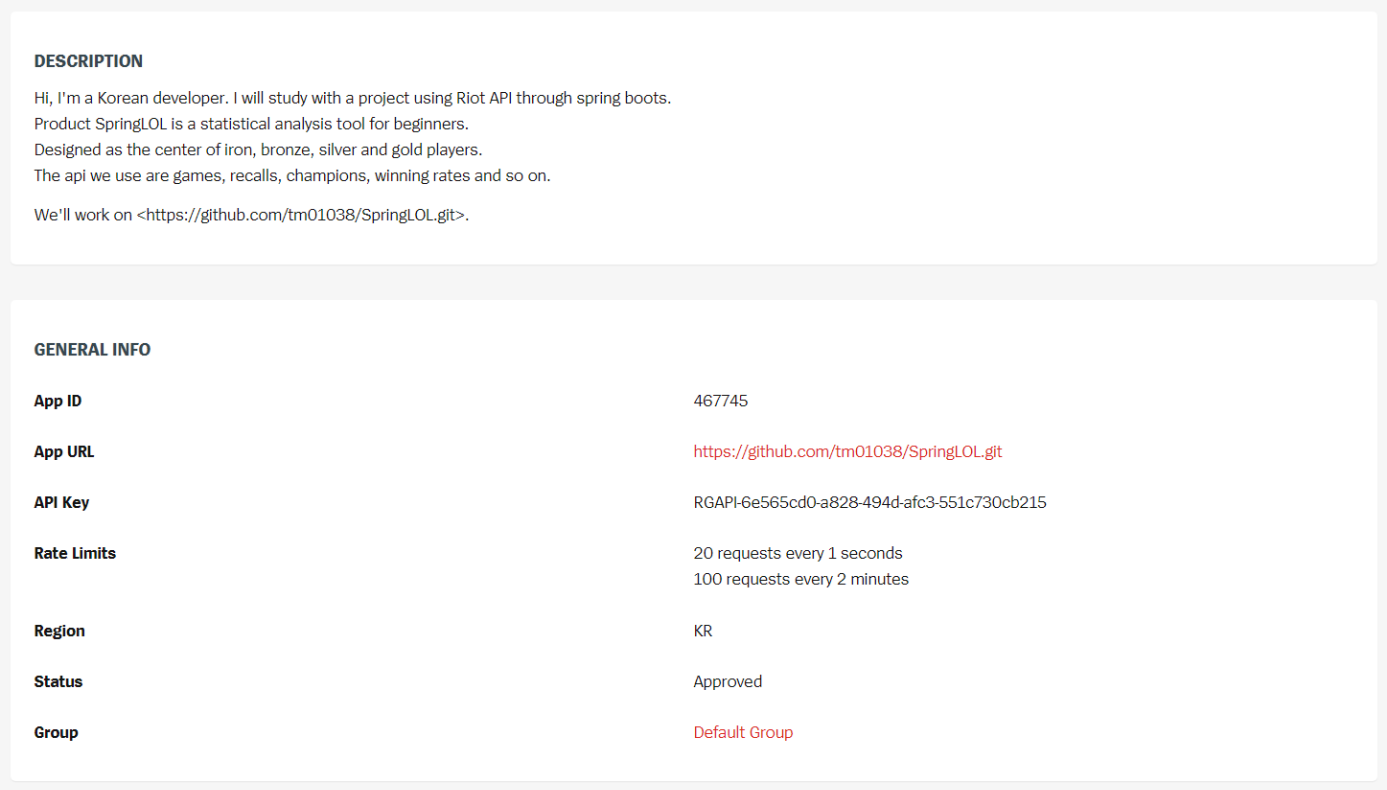 DESCRIPTION
Hi, I'm a Korean developer. I will study with a project using Riot API through spring boots.
Product SpringLOL is a statistical analysis tool for beginners.
Designed as the center of iron, bronze, silver and gold players.
The api we use are games, recalls, champions, winning rates and so on.
We'll work on <https://github.com/tm01038/SpringLOL.git>.
GENERAL INFO
App ID 467745
App URL https://github.com/tm01038/SpringLOL.git
API Key RGAPI-6e565cd0-a828-494d-afc3-551c730cb215
Rate Limits 20 requests every 1 seconds
100 requests every 2 minutes
Region KR
Status Approved
Group Default Group